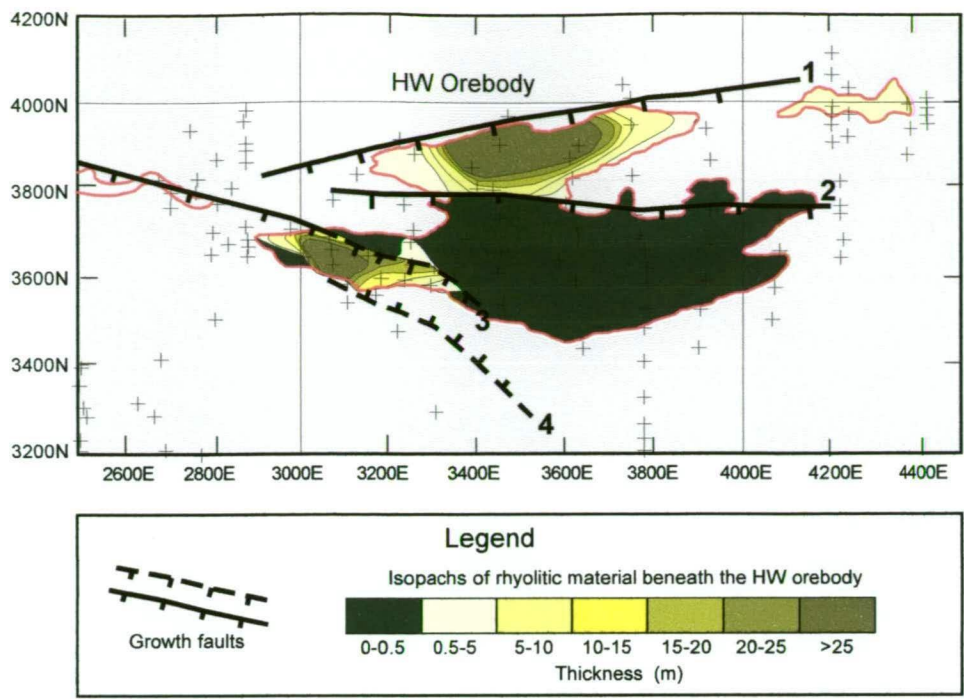 4200N
HW Orebody
1
4000N
3800N
2
3600N
3
3400N
4
3200N
2600E 2800E 3000E 3200E 3400E 3600E 3800E 4000E 4200E 4400E
Legend
Isopachs of rhyolitic material beneath the HW orebody
Growth faults
0-0.5 0.5-5 5-10 10-15 15-20 20-25 >25
Thickness (m)